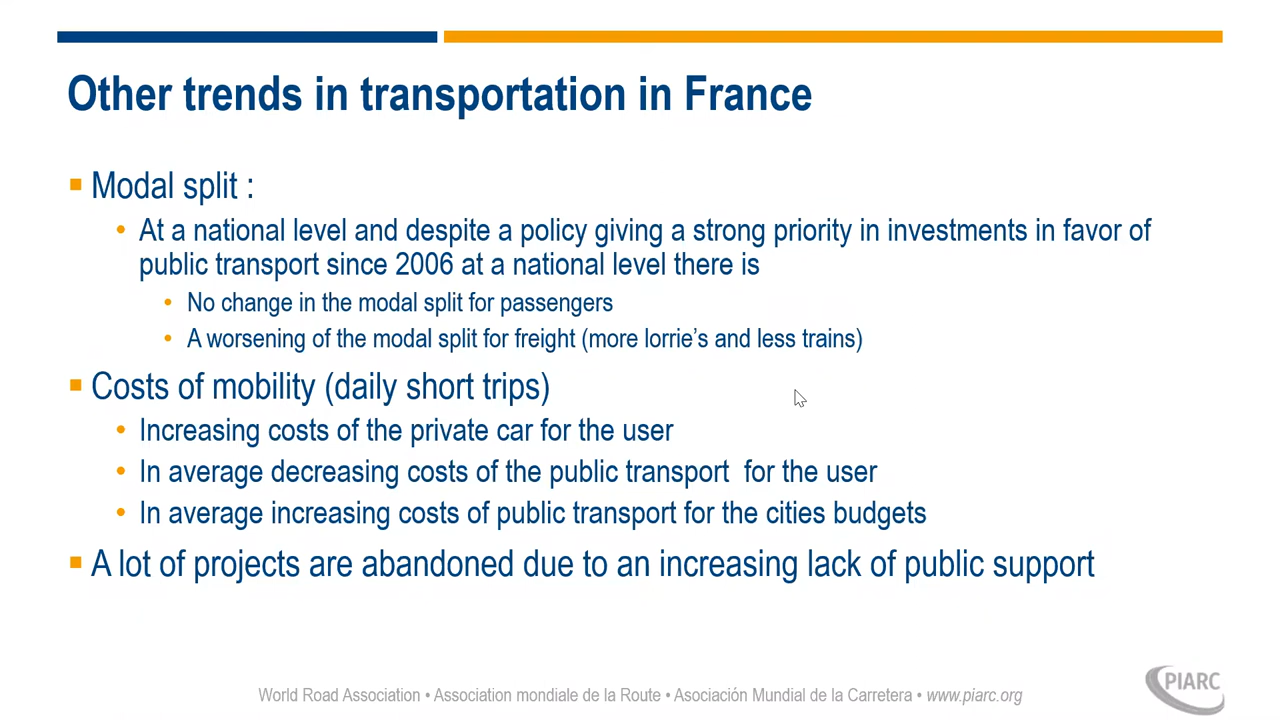 Other trends in transportation in France
Modal split :
At a national level and despite a policy giving a strong priority in investments in favor of
public transport since 2006 at a national level there is
No change in the modal split for passengers
A worsening of the modal split for freight (more lorrie's and less trains)
Costs of mobility (daily short trips)
Increasing costs of the private car for the user
In average decreasing costs of the public transport  for the user
In average increasing costs of public transport for the cities budgets
A lot of projects are abandoned due to an increasing lack of public support
World Road Association • Association mondiale de la Route • Asociación Mundial de la Carretera • www.piarc.org
PIARC